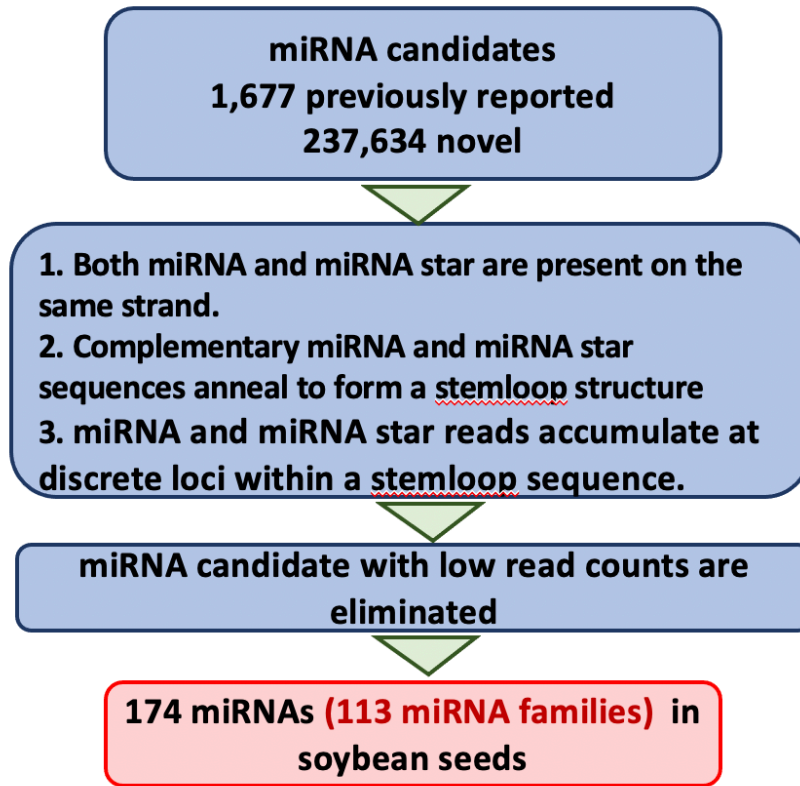 miRNA candidates
1,677 previously reported
237,634 novel
1. Both miRNA and miRNA star are present on the
same strand.
2. Complementary miRNA and miRNA star
sequences anneal to form a stemloop structure
3. miRNA and miRNA star reads accumulate at
discrete loci within a stemloop sequence.
miRNA candidate with low read counts are
eliminated
174 miRNAs (113 miRNA families) in
soybean seeds